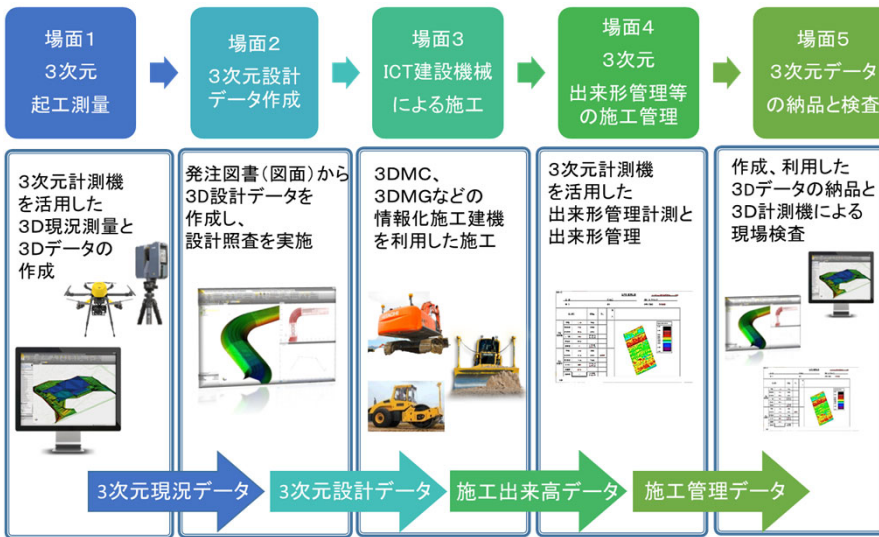 場面1
3次元
起工測量
場面2
3次元設計
データ作成
場面3
ICT建設機械
による施工
場面4
3次元
出来形管理等
の施工管理
場面5
3次元データ
の納品と検査
3次元計測機
を活用した
3D現況測量と
3Dデータの
作成
発注図書(図面)から
3D設計データを
作成し、
設計照査を実施
3DMC、
3DMGなどの
情報化施工建機
を利用した施工
3次元計測機
を活用した
出来形管理計測と
出来形管理
作成、利用した
3Dデータの納品と
3D計測機による
現場検査
3次元現況データ
3次元設計データ
施工出来高データ
施工管理データ